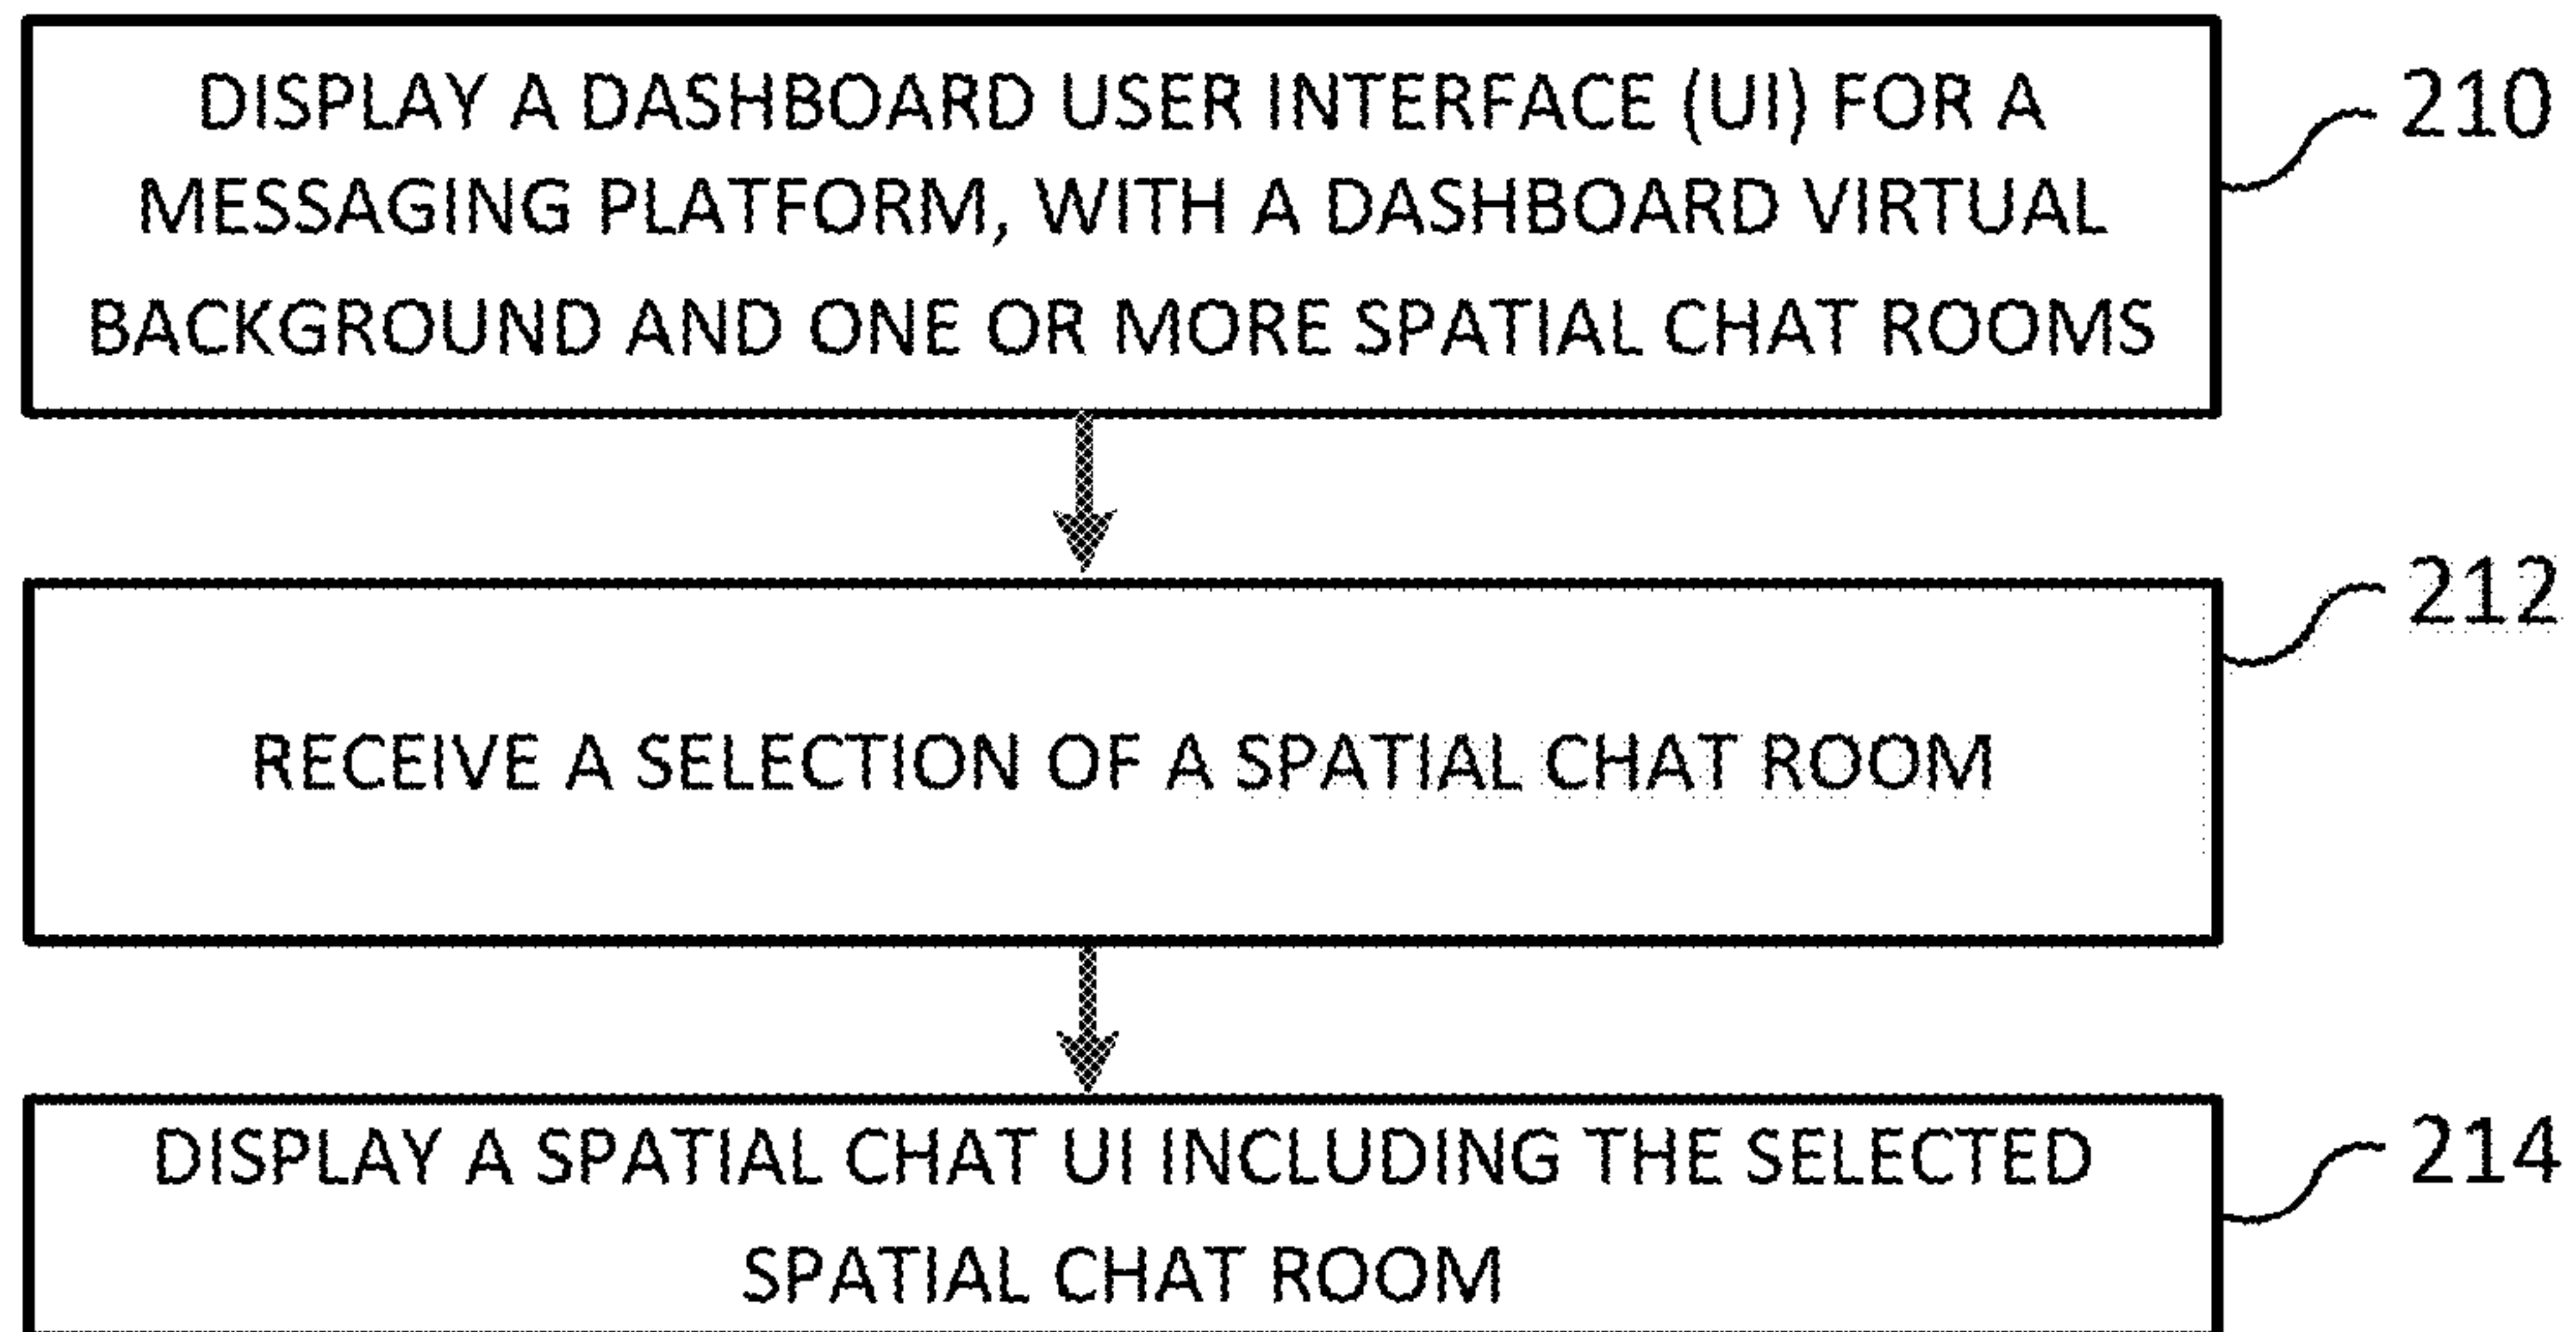 DISPLAY A DASHBOARD USER INTERFACE (UI) FOR A
MESSAGING PLATFORM, WITH A DASHBOARD VIRTUAL
BACKGROUND AND ONE OR MORE SPATIAL CHAT ROOMS
210
RECEIVE A SELECTION OF A SPATIAL CHAT ROOM
212
DISPLAY A SPATIAL CHAT UI INCLUDING THE SELECTED
SPATIAL CHAT ROOM
214